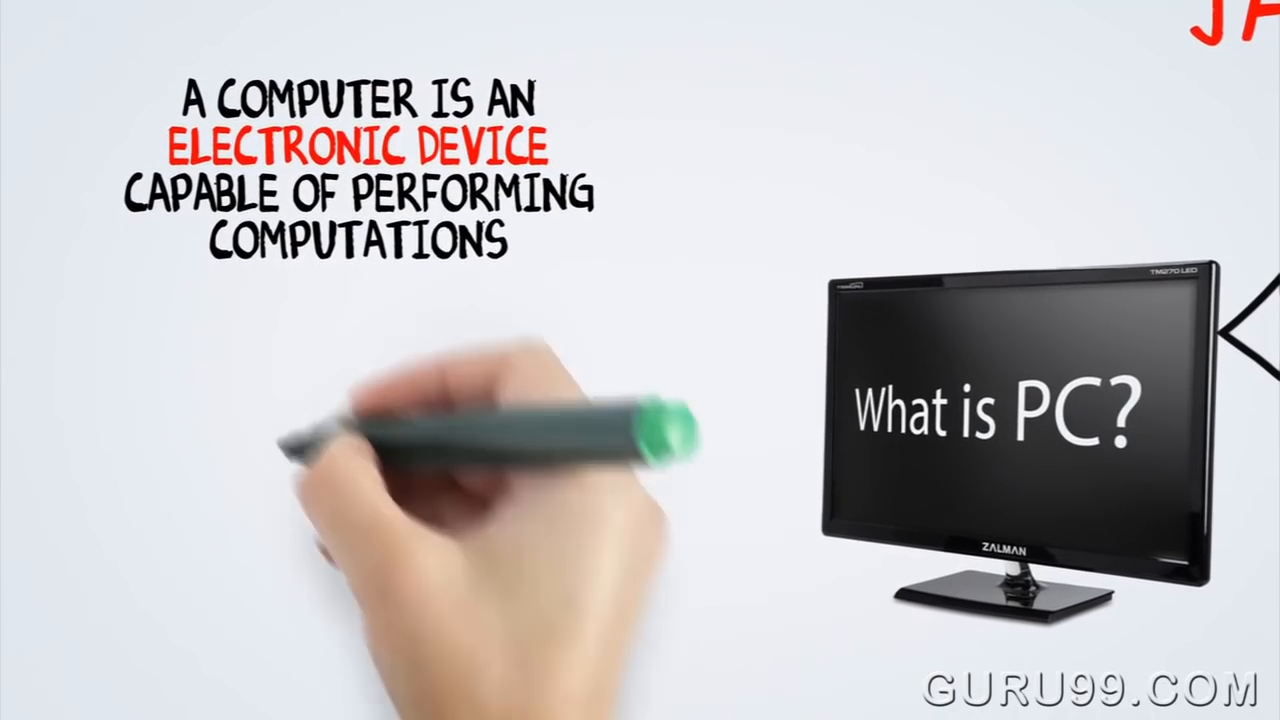 A COMPUTER IS AN
ELECTRONIC DEVICE
CAPABLE OF PERFORMING
COMPUTATIONS
TM270 LED
What is PC?
ZALMAN
GURU99.COM